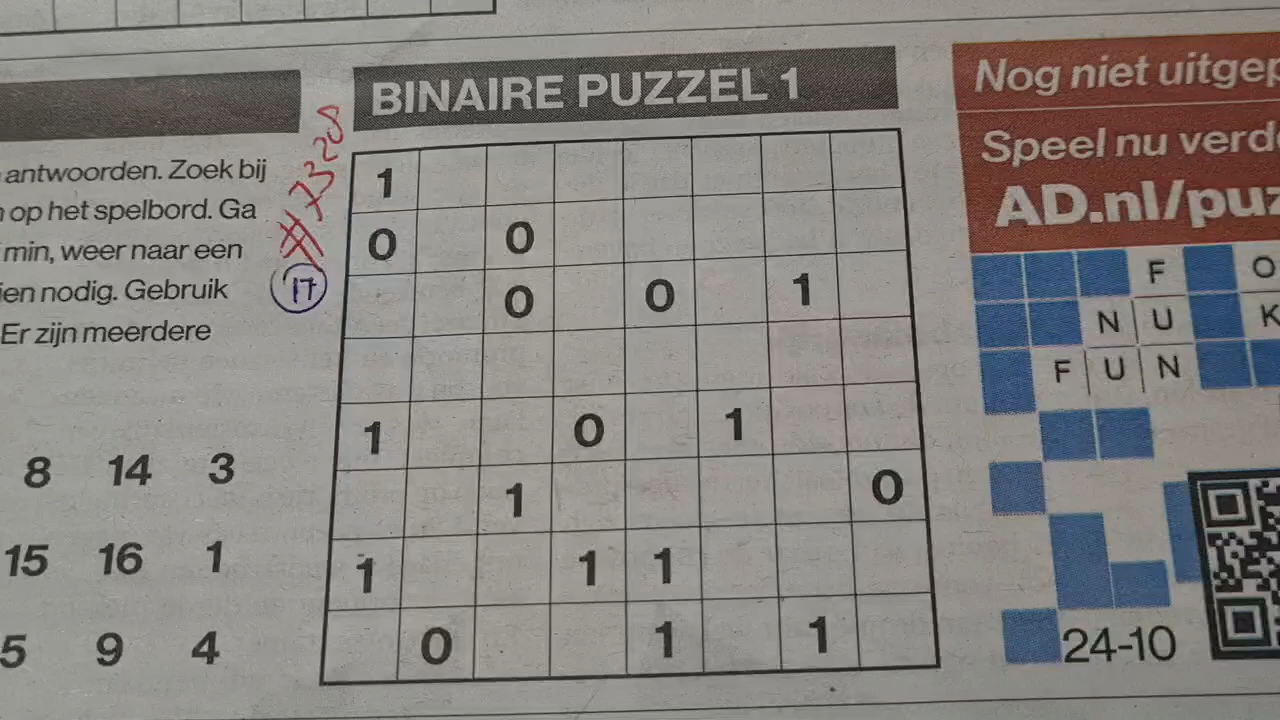 BINAIRE PUZZEL 1
Nog niet uitgep
Speel nu verd
AD.nl/puz
antwoorden. Zoek bij
op het spelbord. Ga
min, weer naar een
ien nodig. Gebruik
Er zijn meerdere
#73208
17
8 14 3
15 16 1
5 9 4
1
0 0
0 0 1
1 0 1
1 0
1 1 1
0 1 1
F O
N U K
F U N
24-10